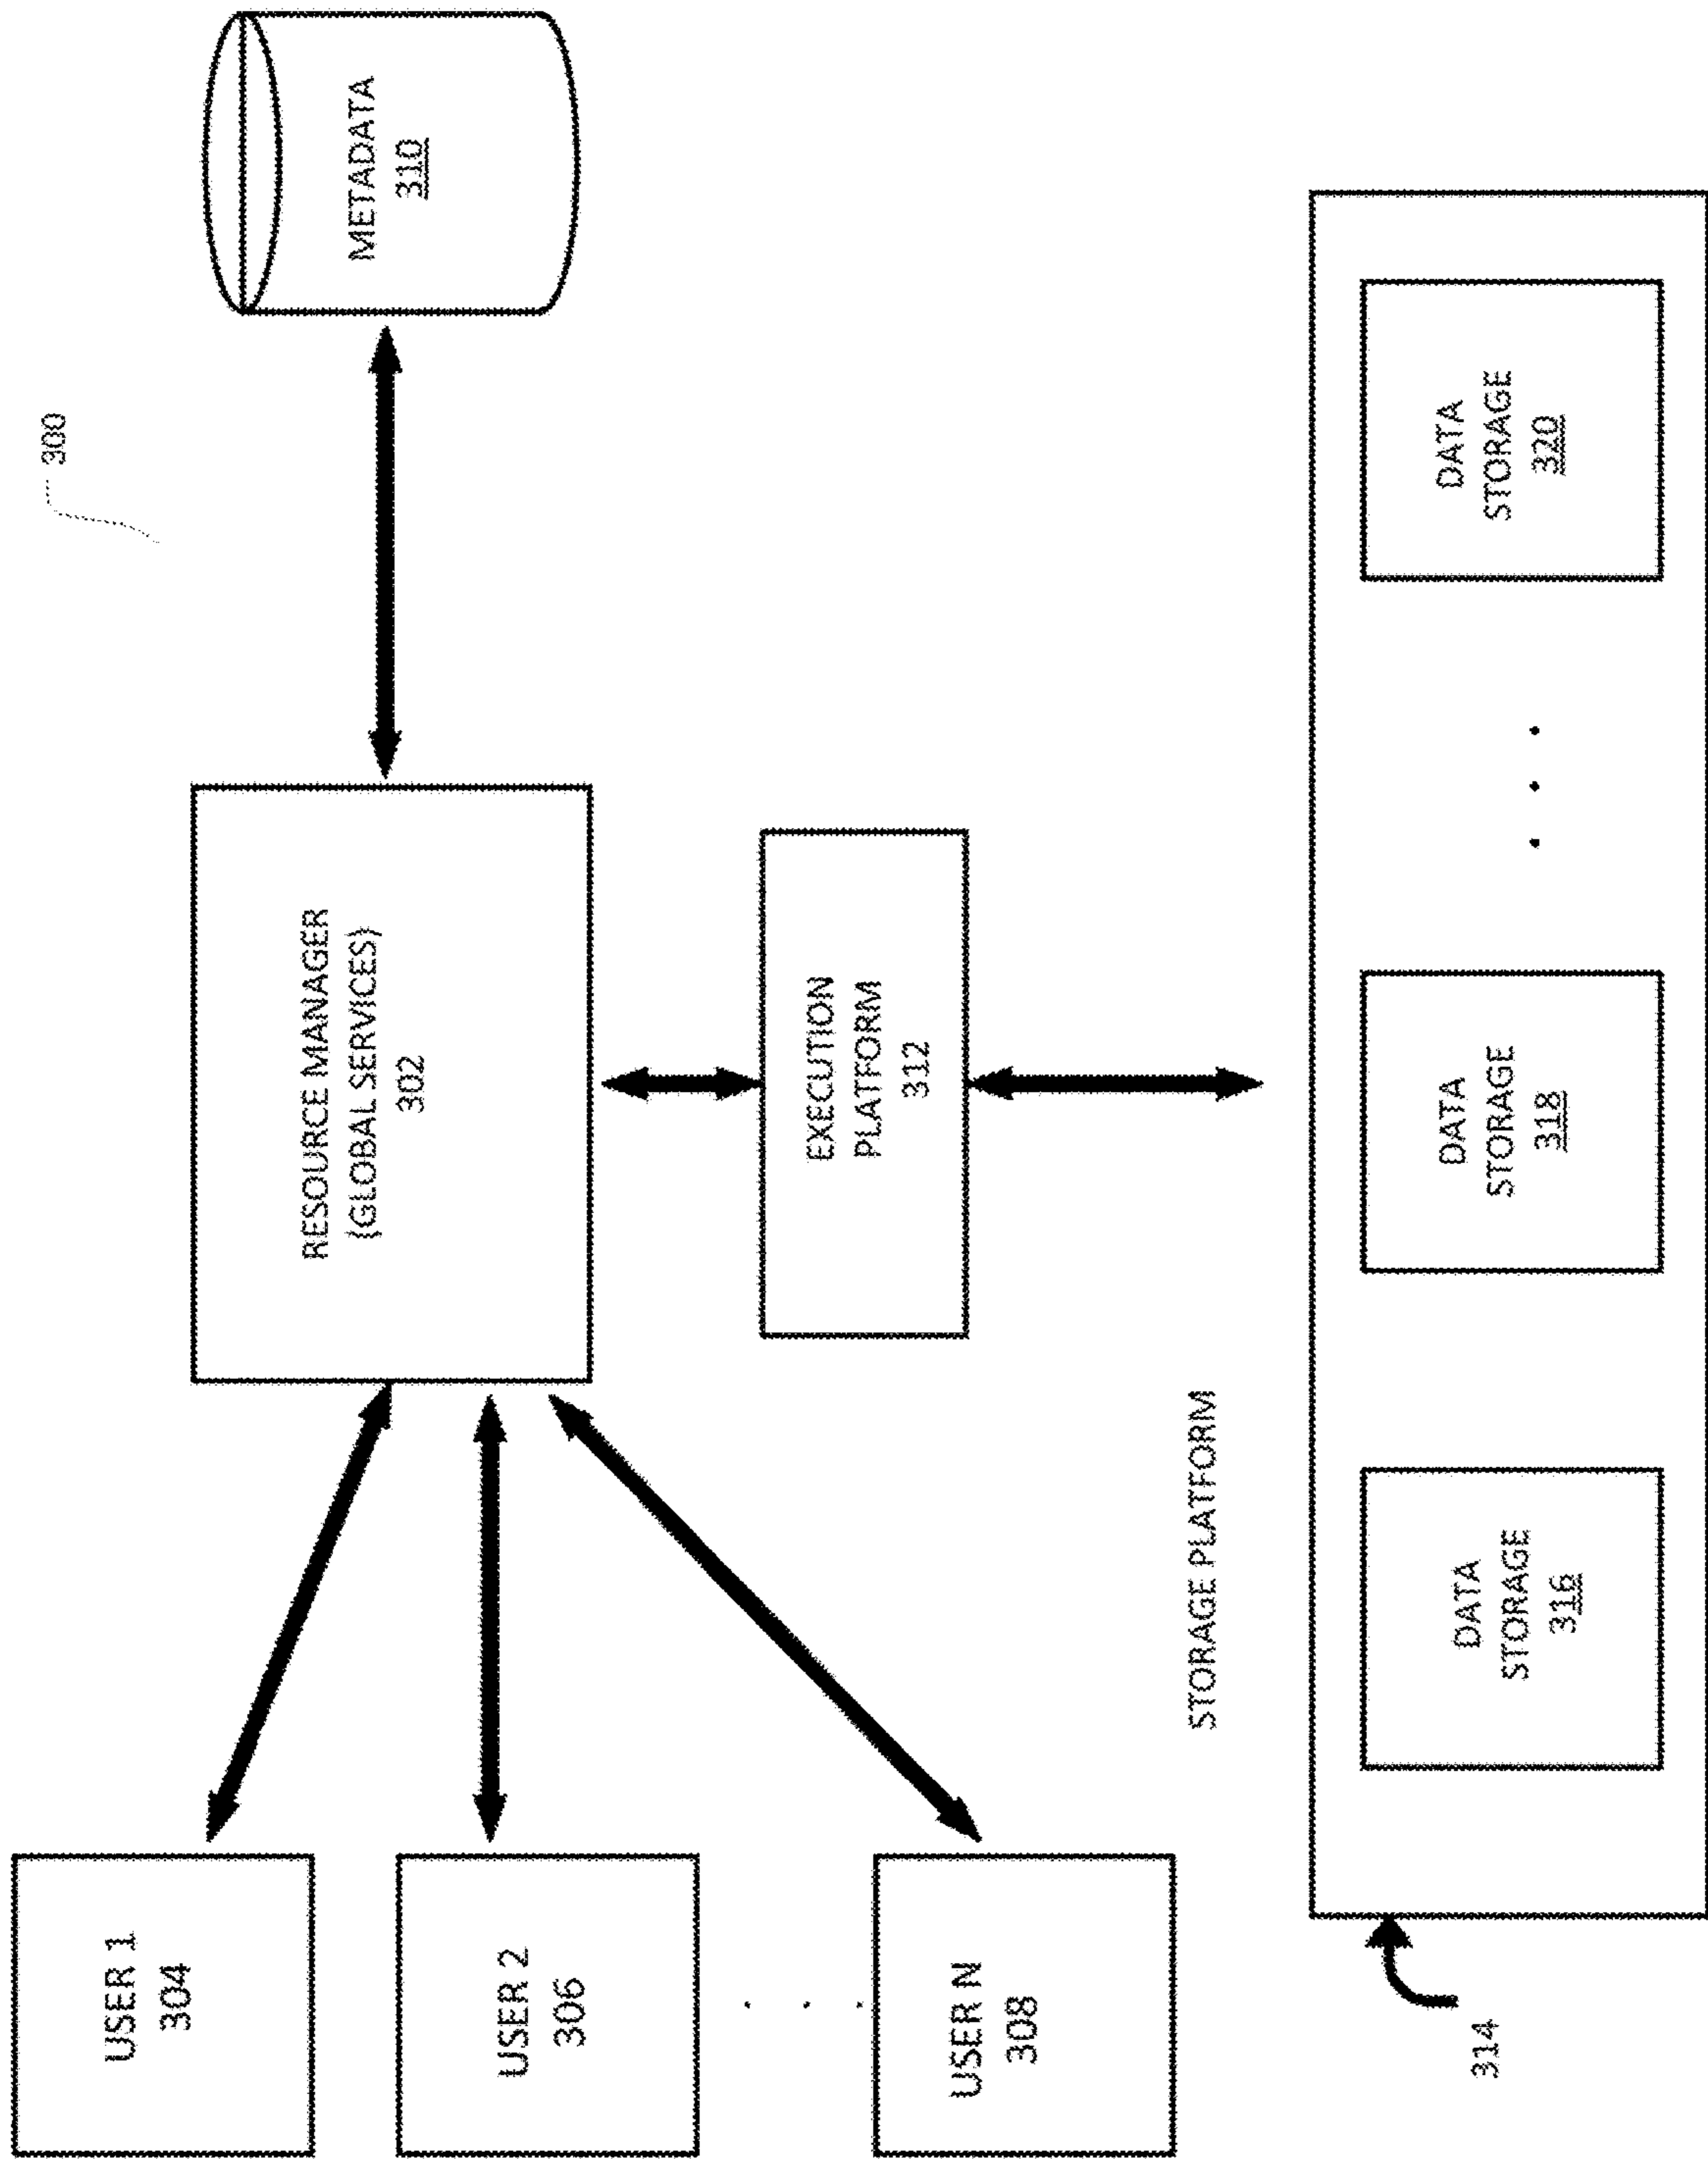 300
USER 1
304
USER 2
306
. . .
USER N
308
RESOURCE MANAGER
(GLOBAL SERVICES)
302
METADATA
310
EXECUTION
PLATFORM
312
STORAGE PLATFORM
314
DATA
STORAGE
316
DATA
STORAGE
318
. . .
DATA
STORAGE
320